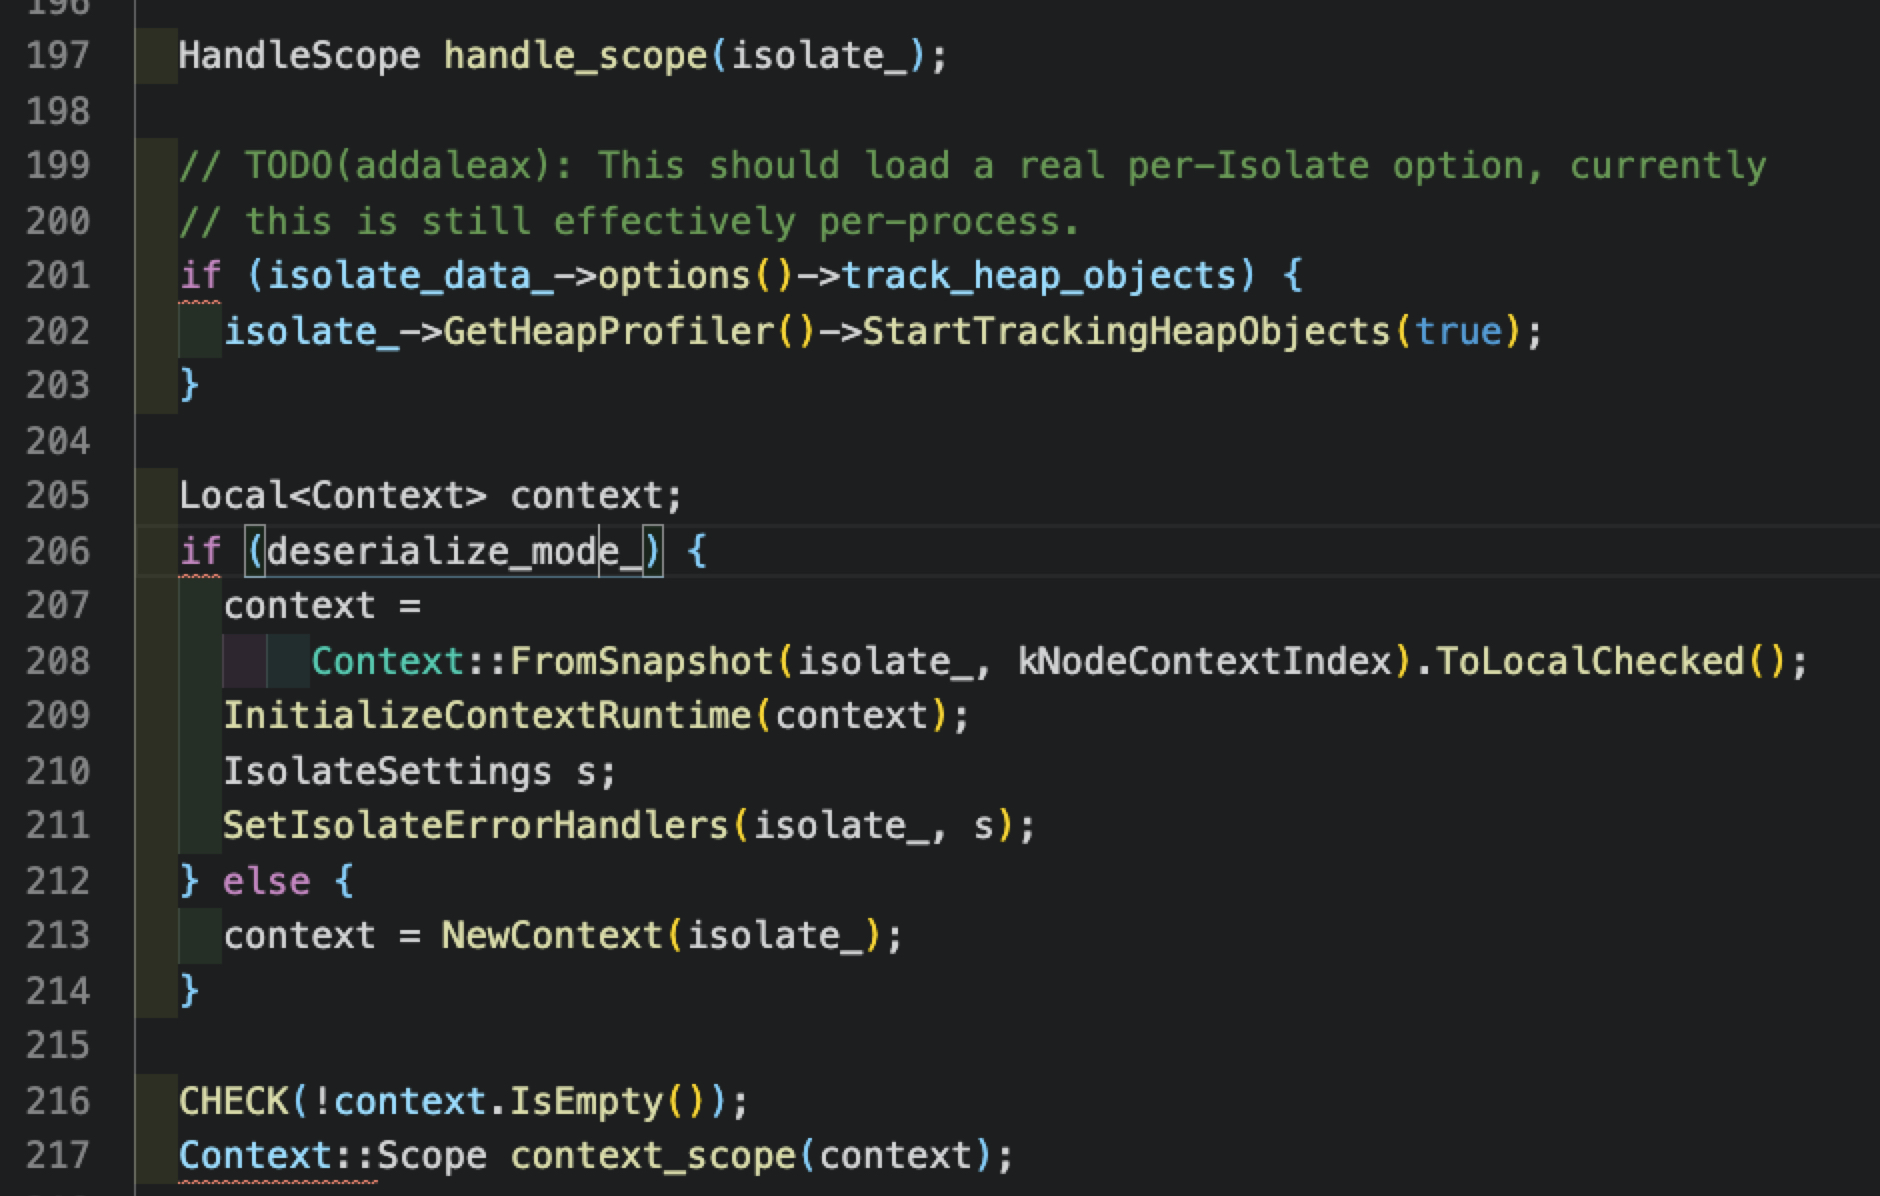 196
197 HandleScope handle_scope(isolate_);
198
199 // TODO(addaleax): This should load a real per-Isolate option, currently
200 // this is still effectively per-process.
201 if (isolate_data_->options()->track_heap_objects) {
202 isolate_->GetHeapProfiler()->StartTrackingHeapObjects(true);
203 }
204
205 Local<Context> context;
206 if (deserialize_mode_) {
207 context =
208 Context::FromSnapshot(isolate_, kNodeContextIndex).ToLocalChecked();
209 InitializeContextRuntime(context);
210 IsolateSettings s;
211 SetIsolateErrorHandlers(isolate_, s);
212 } else {
213 context = NewContext(isolate_);
214 }
215
216 CHECK(!context.IsEmpty());
217 Context::Scope context_scope(context);